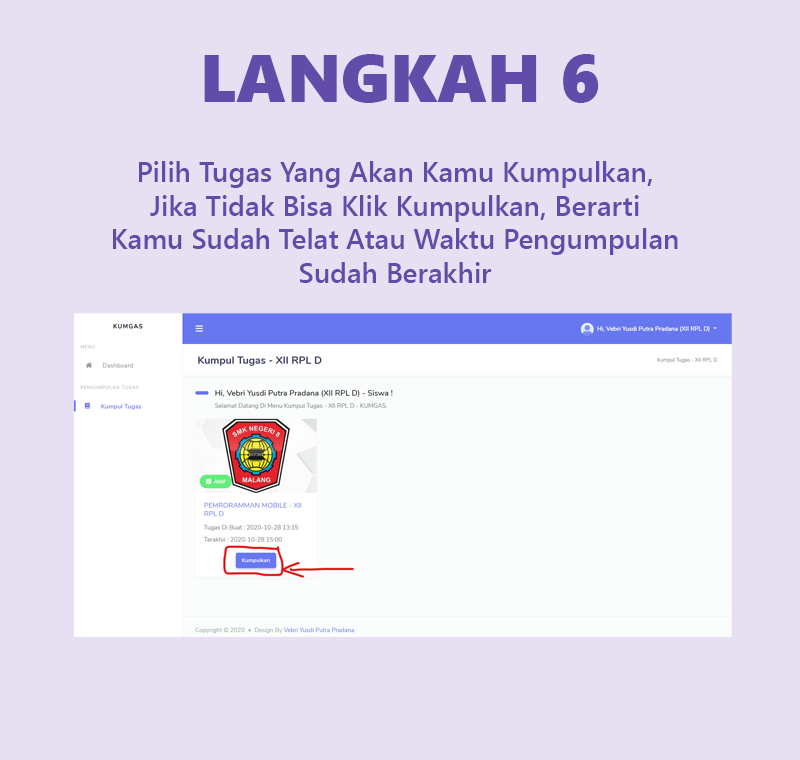 LANGKAH 6
Pilih Tugas Yang Akan Kamu Kumpulkan,
Jika Tidak Bisa Klik Kumpulkan, Berarti
Kamu Sudah Telat Atau Waktu Pengumpulan
Sudah Berakhir
KUMGAS
Hi, Vebri Yusdi Putra Pradana (XII RPL D)
MENU
Dashboard
PENGUMPULAN TUGAS
Kumpul Tugas
Kumpul Tugas - XII RPL D
Kumpul Tugas - XII RPL D
Hi, Vebri Yusdi Putra Pradana (XII RPL D) - Siswa !
Selamat Datang Di Menu Kumpul Tugas - XII RPL D - KUMGAS.
SMK NEGERI 8
MALANG
Aktif
PEMRORAMMAN MOBILE - XII
RPL D
Tugas Di Buat : 2020-10-28 13:15
Terakhir : 2020-10-28 15:00
Kumpulkan
Copyright © 2020 • Design By Vebri Yusdi Putra Pradana